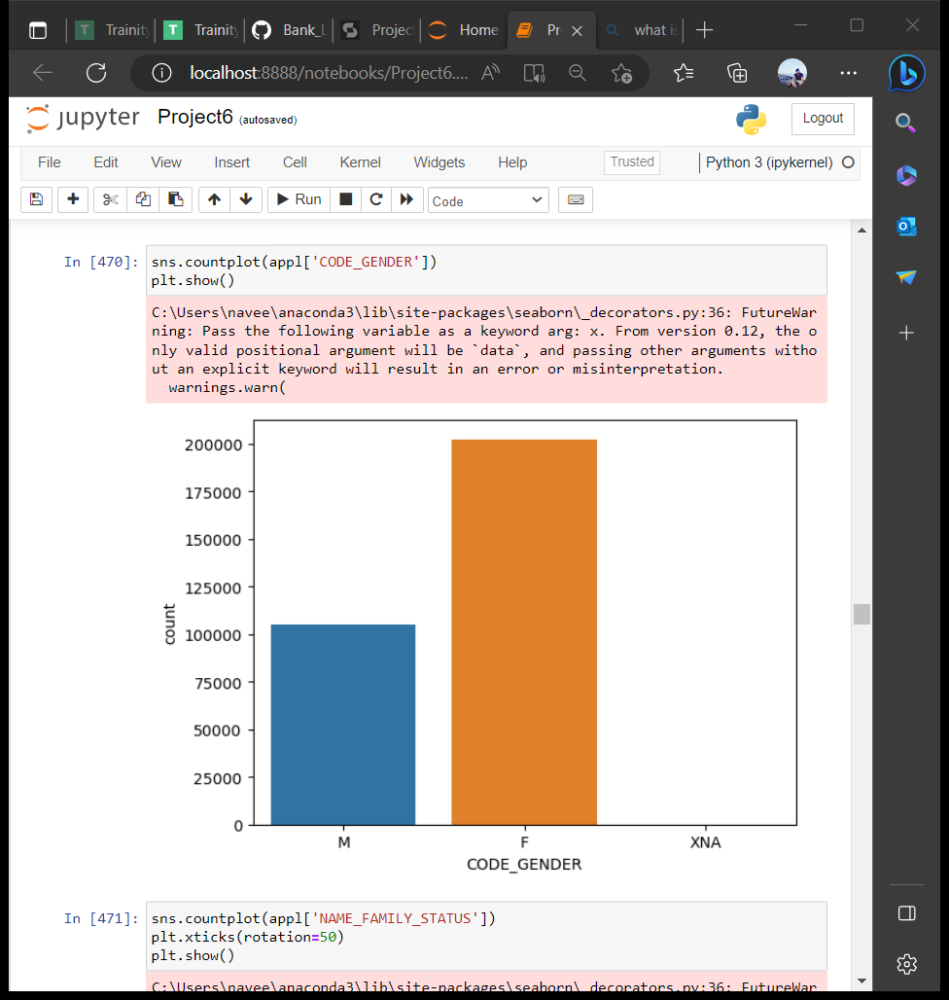 Trainity
Trainity
Bank_L
Project
Home
Pr
what is
localhost:8888/notebooks/Project6....
jupyter Project6 (autosaved)
Logout
File Edit View Insert Cell Kernel Widgets Help Trusted Python 3 (ipykernel)
Run Code
In [470]: sns.countplot(appl['CODE_GENDER'])
plt.show()
C:\Users\navee\anaconda3\lib\site-packages\seaborn\_decorators.py:36: FutureWar
ning: Pass the following variable as a keyword arg: x. From version 0.12, the o
nly valid positional argument will be `data`, and passing other arguments witho
ut an explicit keyword will result in an error or misinterpretation.
warnings.warn(
200000
175000
150000
125000
100000
75000
50000
25000
0
count
M F XNA
CODE_GENDER
In [471]: sns.countplot(appl['NAME_FAMILY_STATUS'])
plt.xticks(rotation=50)
plt.show()
C:\Users\navee\anaconda3\lib\site-packages\seaborn\_decorators.py:36: FutureWar